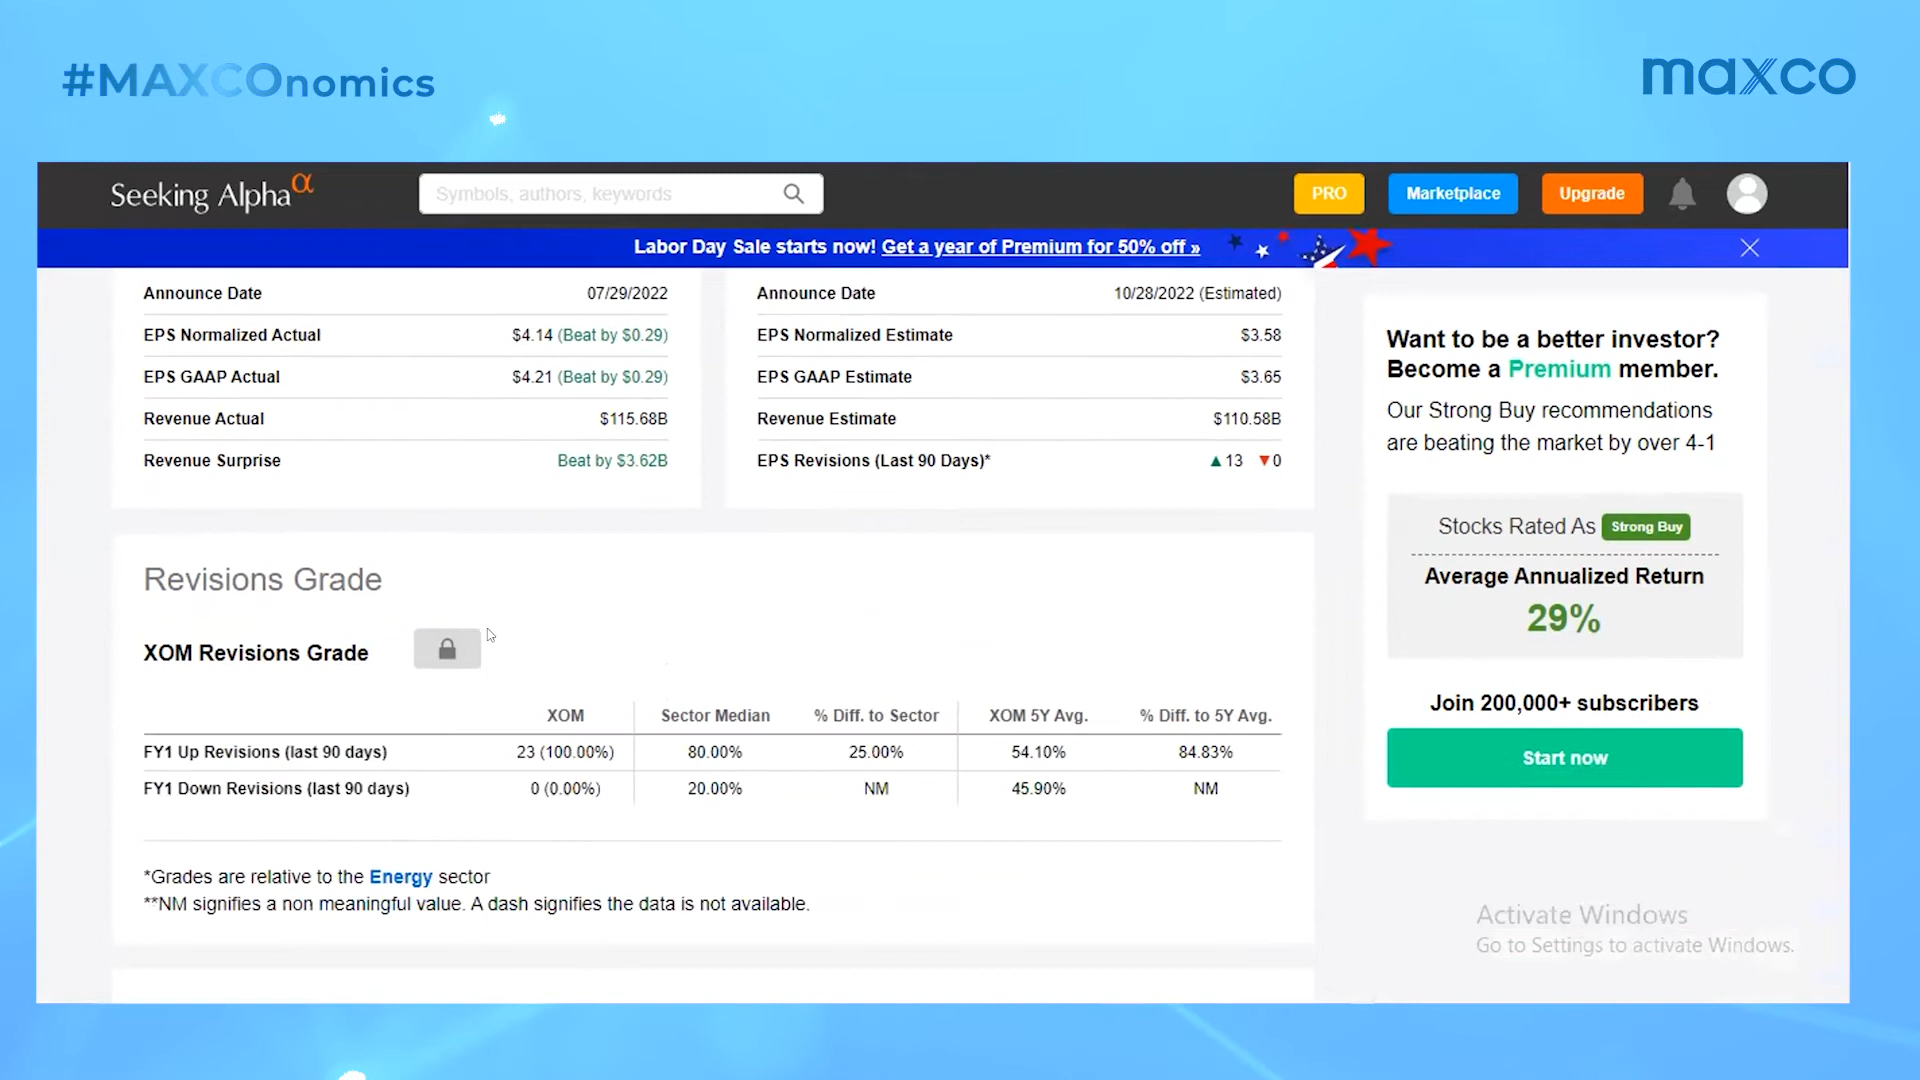 #MAXCOnomics
maxco
Seeking Alpha α
Symbols, authors, keywords
PRO
Marketplace
Upgrade
Labor Day Sale starts now! Get a year of Premium for 50% off »
Announce Date 07/29/2022
EPS Normalized Actual $4.14 (Beat by $0.29)
EPS GAAP Actual $4.21 (Beat by $0.29)
Revenue Actual $115.68B
Revenue Surprise Beat by $3.62B
Announce Date 10/28/2022 (Estimated)
EPS Normalized Estimate $3.58
EPS GAAP Estimate $3.65
Revenue Estimate $110.58B
EPS Revisions (Last 90 Days)* ▲13 ▼0
Revisions Grade
XOM Revisions Grade
XOM Sector Median % Diff. to Sector XOM 5Y Avg. % Diff. to 5Y Avg.
FY1 Up Revisions (last 90 days) 23 (100.00%) 80.00% 25.00% 54.10% 84.83%
FY1 Down Revisions (last 90 days) 0 (0.00%) 20.00% NM 45.90% NM
*Grades are relative to the Energy sector
**NM signifies a non meaningful value. A dash signifies the data is not available.
Want to be a better investor?
Become a Premium member.
Our Strong Buy recommendations
are beating the market by over 4-1
Stocks Rated As Strong Buy
Average Annualized Return
29%
Join 200,000+ subscribers
Start now
Activate Windows
Go to Settings to activate Windows.